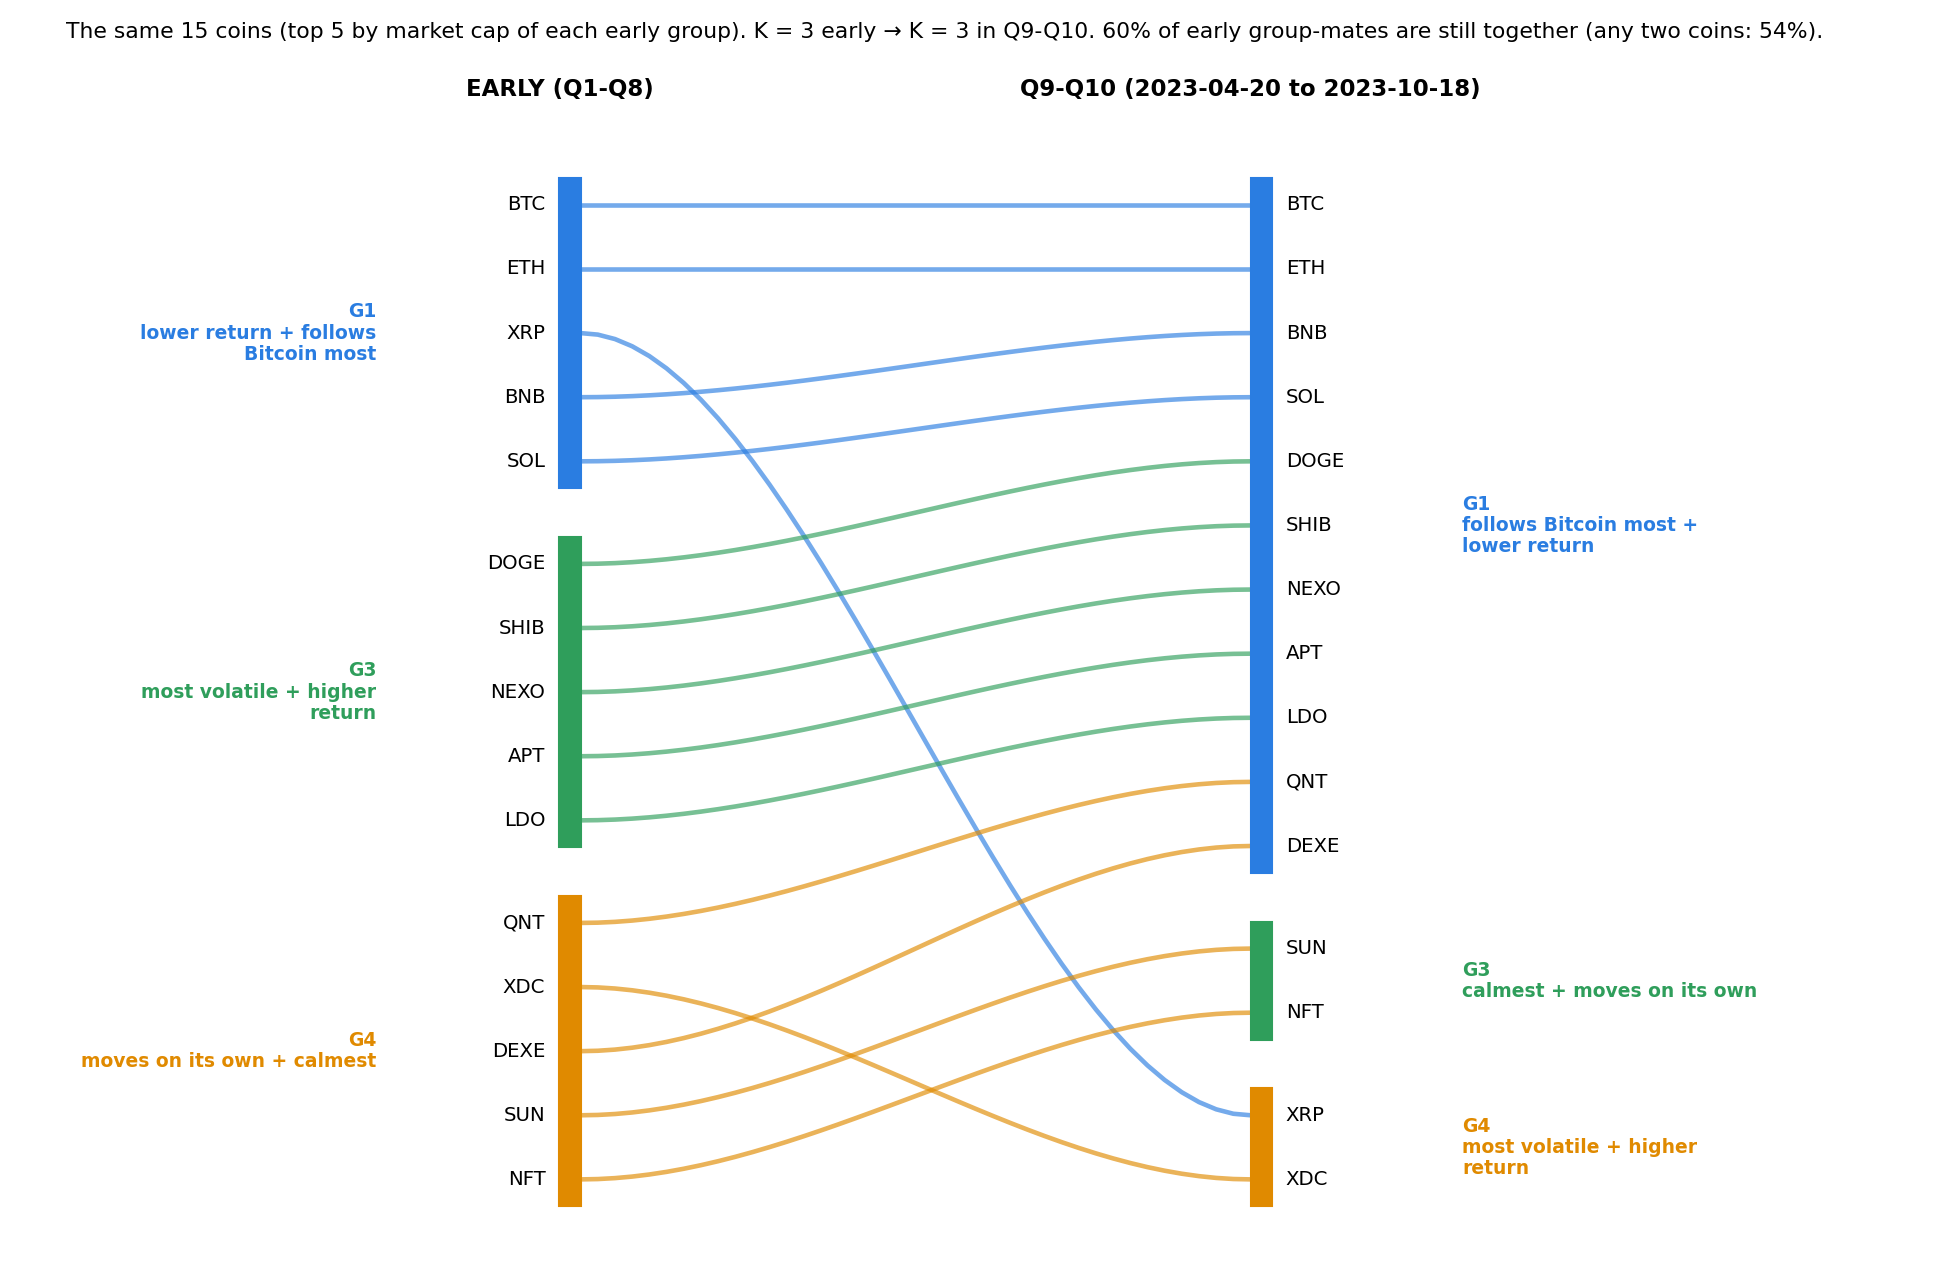 The same 15 coins (top 5 by market cap of each early group). K = 3 early → K = 3 in Q9-Q10. 60% of early group-mates are still together (any two coins: 54%).
EARLY (Q1-Q8)
Q9-Q10 (2023-04-20 to 2023-10-18)
G1
lower return + follows
Bitcoin most
BTC
ETH
XRP
BNB
SOL
G3
most volatile + higher
return
DOGE
SHIB
NEXO
APT
LDO
G4
moves on its own + calmest
QNT
XDC
DEXE
SUN
NFT
BTC
ETH
BNB
SOL
DOGE
SHIB
NEXO
APT
LDO
QNT
DEXE
G1
follows Bitcoin most +
lower return
SUN
NFT
G3
calmest + moves on its own
XRP
XDC
G4
most volatile + higher
return